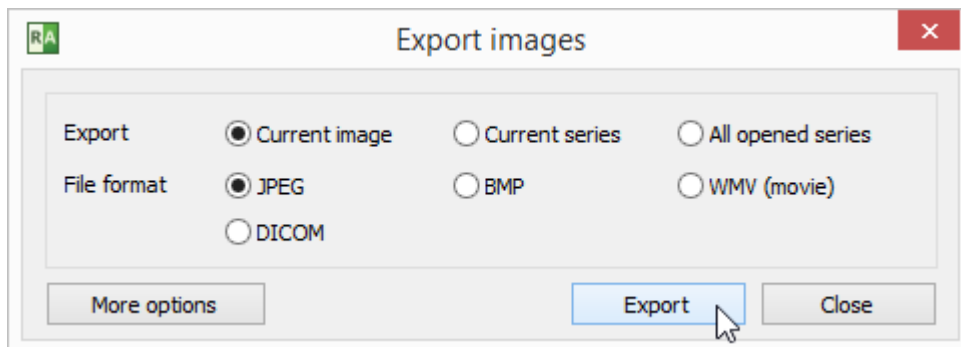 RA Export images
Export Current image Current series All opened series
File format JPEG BMP WMV (movie)
DICOM
More options Export Close